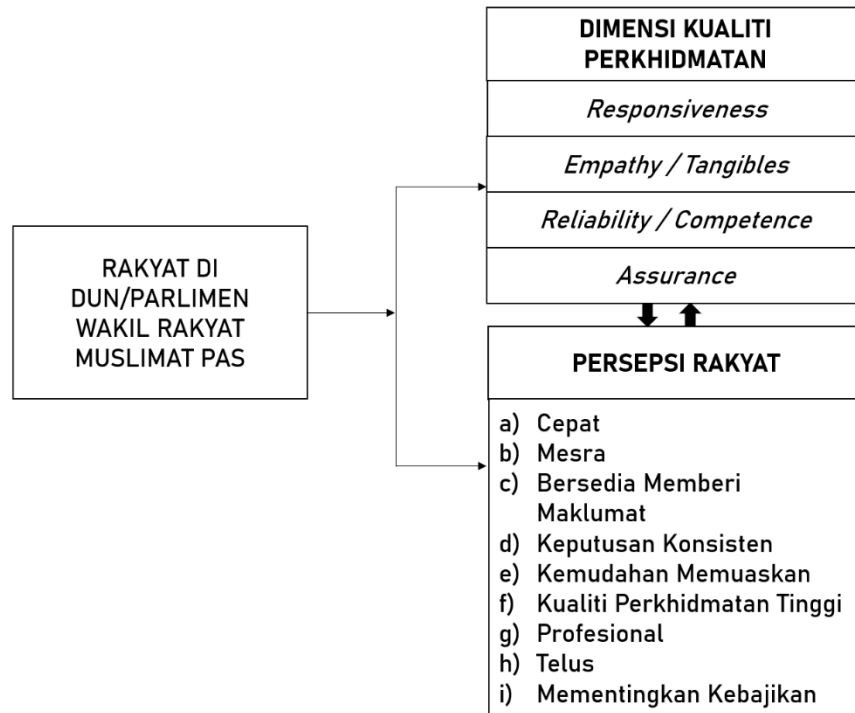 RAKYAT DI
DUN/PARLIMEN
WAKIL RAKYAT
MUSLIMAT PAS
DIMENSI KUALITI
PERKHIDMATAN
Responsiveness
Empathy / Tangibles
Reliability / Competence
Assurance
PERSEPSI RAKYAT
a) Cepat
b) Mesra
c) Bersedia Memberi
Maklumat
d) Keputusan Konsisten
e) Kemudahan Memuaskan
f) Kualiti Perkhidmatan Tinggi
g) Profesional
h) Telus
i) Mementingkan Kebajikan